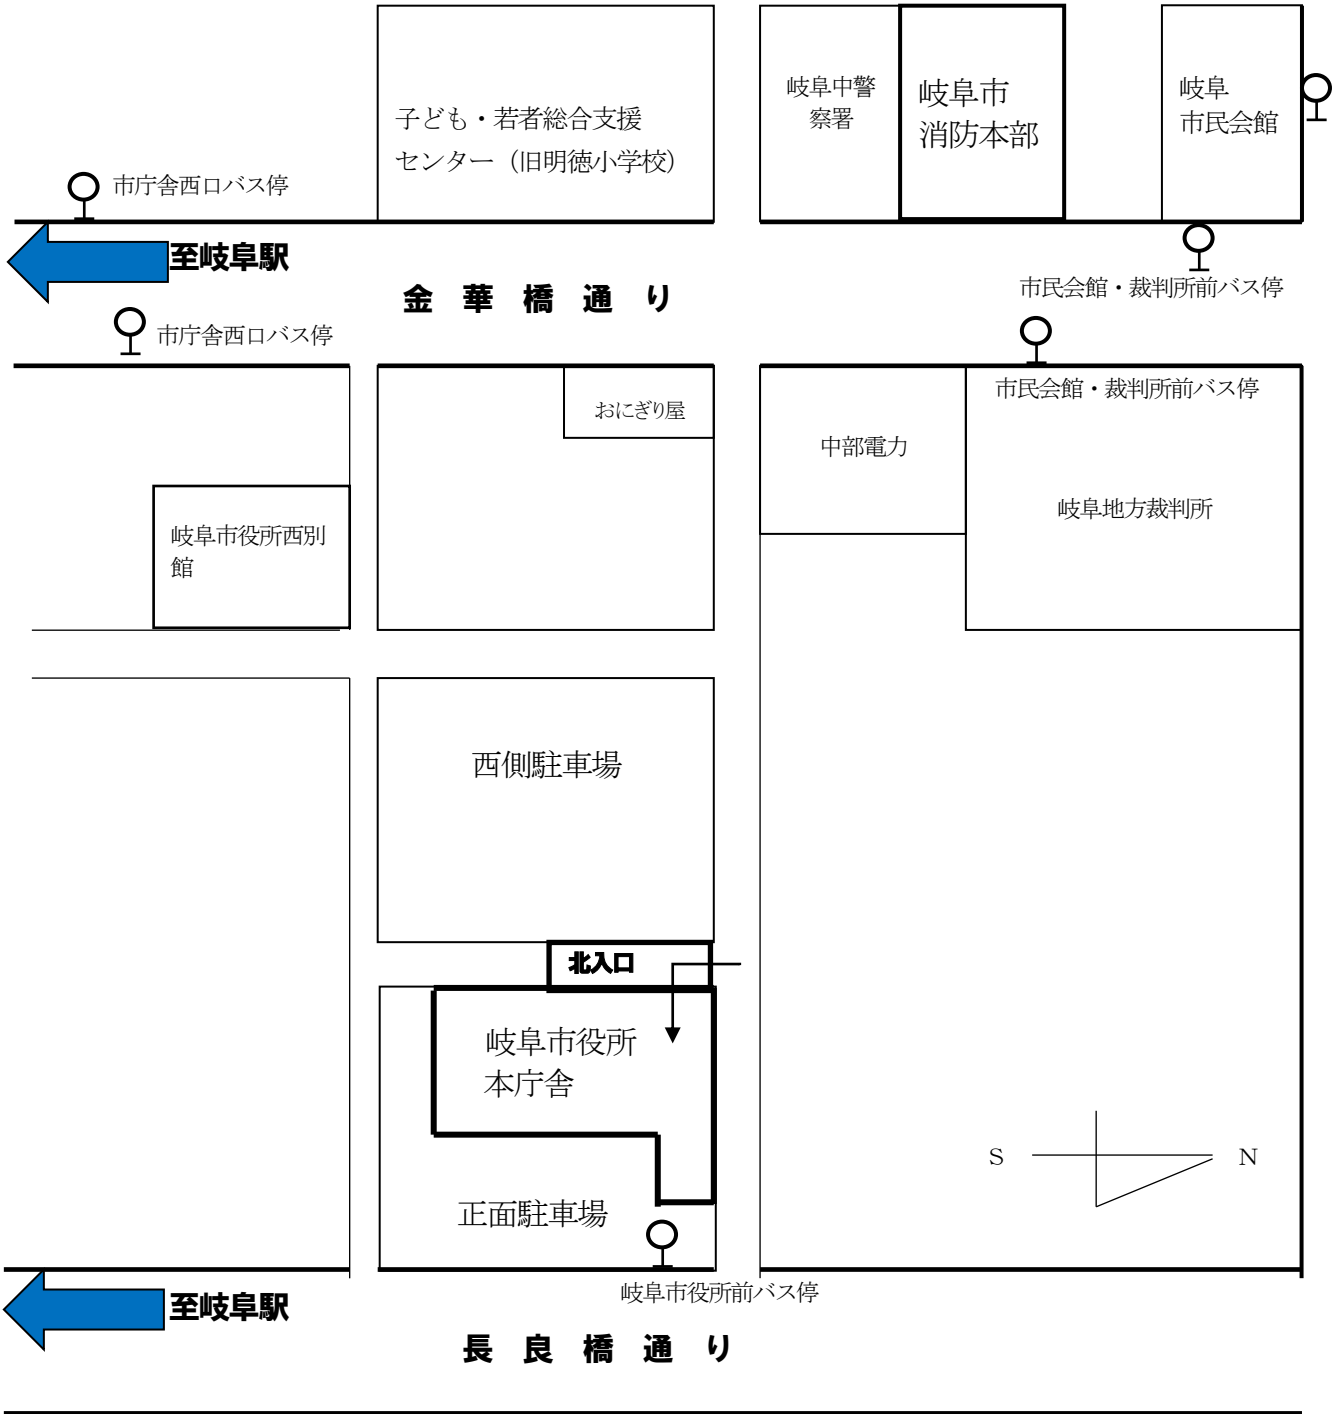 岐阜中警
察署
岐阜市
消防本部
岐阜
市民会館
子ども・若者総合支援
センター（旧明徳小学校）
市庁舎西口バス停
至岐阜駅
金華橋通り
市民会館・裁判所前バス停
市庁舎西口バス停
おにぎり屋
市民会館・裁判所前バス停
中部電力
岐阜地方裁判所
岐阜市役所西別
館
西側駐車場
北入口
岐阜市役所
本庁舎
S
N
正面駐車場
岐阜市役所前バス停
至岐阜駅
長良橋通り